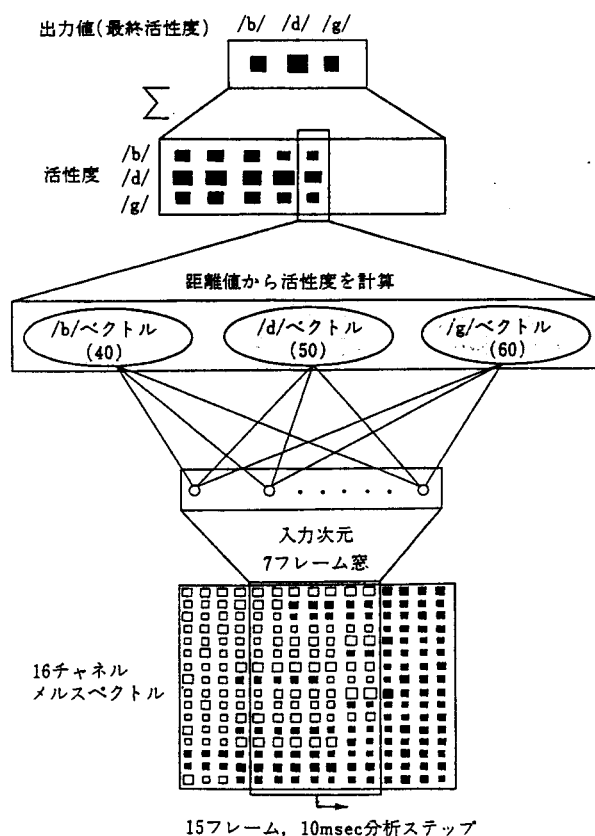 出力値(最終活性度)
/b/ /d/ /g/
Σ
活性度
/b/
/d/
/g/
距離値から活性度を計算
/b/ベクトル
(40)
/d/ベクトル
(50)
/g/ベクトル
(60)
入力次元
7フレーム窓
16チャネル
メルスペクトル
15フレーム, 10msec分析ステップ